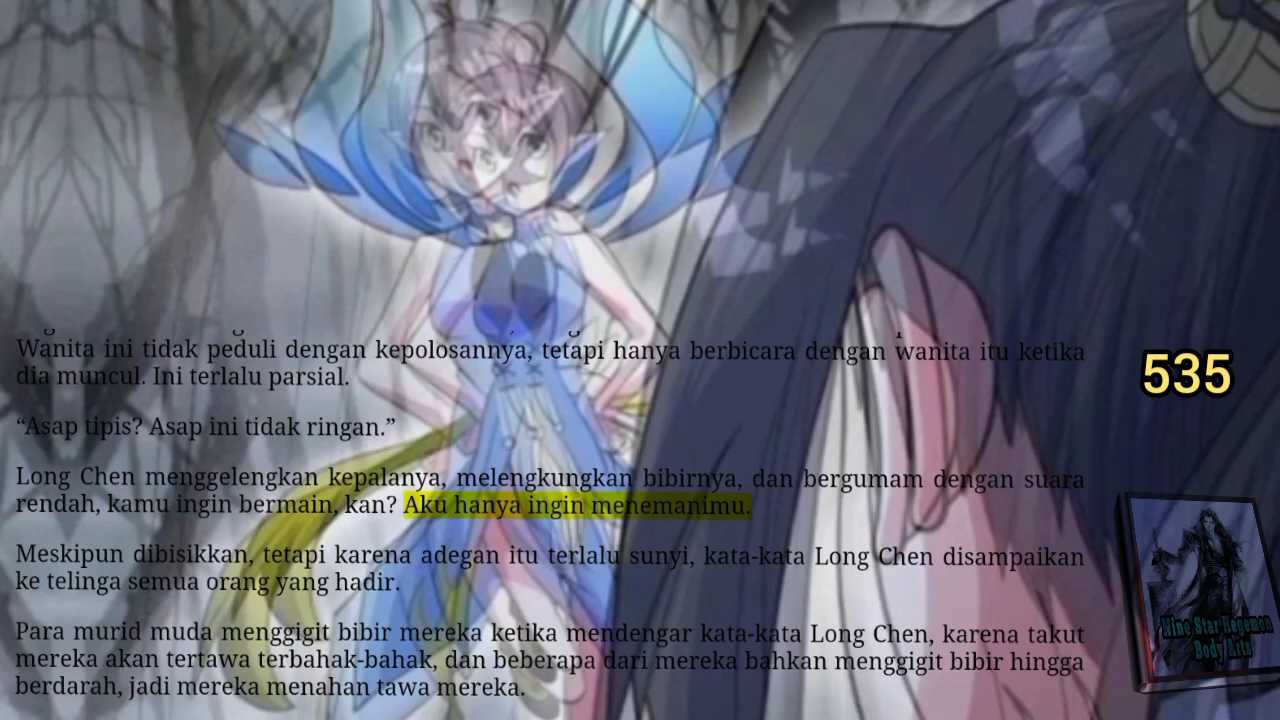 Wanita ini tidak peduli dengan kepolosannya, tetapi hanya berbicara dengan wanita itu ketika
dia muncul. Ini terlalu parsial.
“Asap tipis? Asap ini tidak ringan.”
Long Chen menggelengkan kepalanya, melengkungkan bibirnya, dan bergumam dengan suara
rendah, kamu ingin bermain, kan? Aku hanya ingin menemanimu.
Meskipun dibisikkan, tetapi karena adegan itu terlalu sunyi, kata-kata Long Chen disampaikan
ke telinga semua orang yang hadir.
Para murid muda menggigit bibir mereka ketika mendengar kata-kata Long Chen, karena takut
mereka akan tertawa terbahak-bahak, dan beberapa dari mereka bahkan menggigit bibir hingga
berdarah, jadi mereka menahan tawa mereka.
535
Nine Star Hegemon
Body Arts